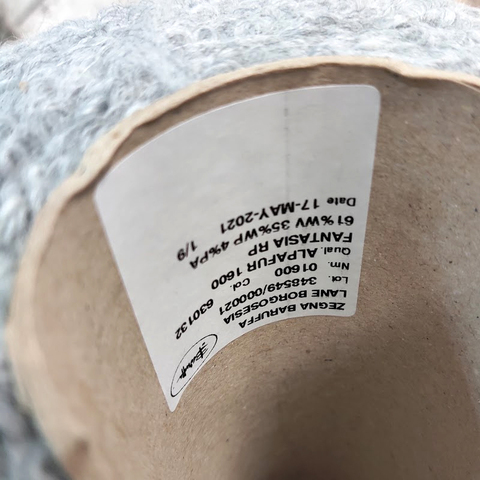 ZEGNA BARUFFA
LANE BORGOSESIA
Lot. 348549/000021 Col. 630132
Nm. 01600
Qual. ALPAFUR 1600
FANTASIA RP
61%WV 35%WP 4%PA
Date 17-MAY-2021 1/9